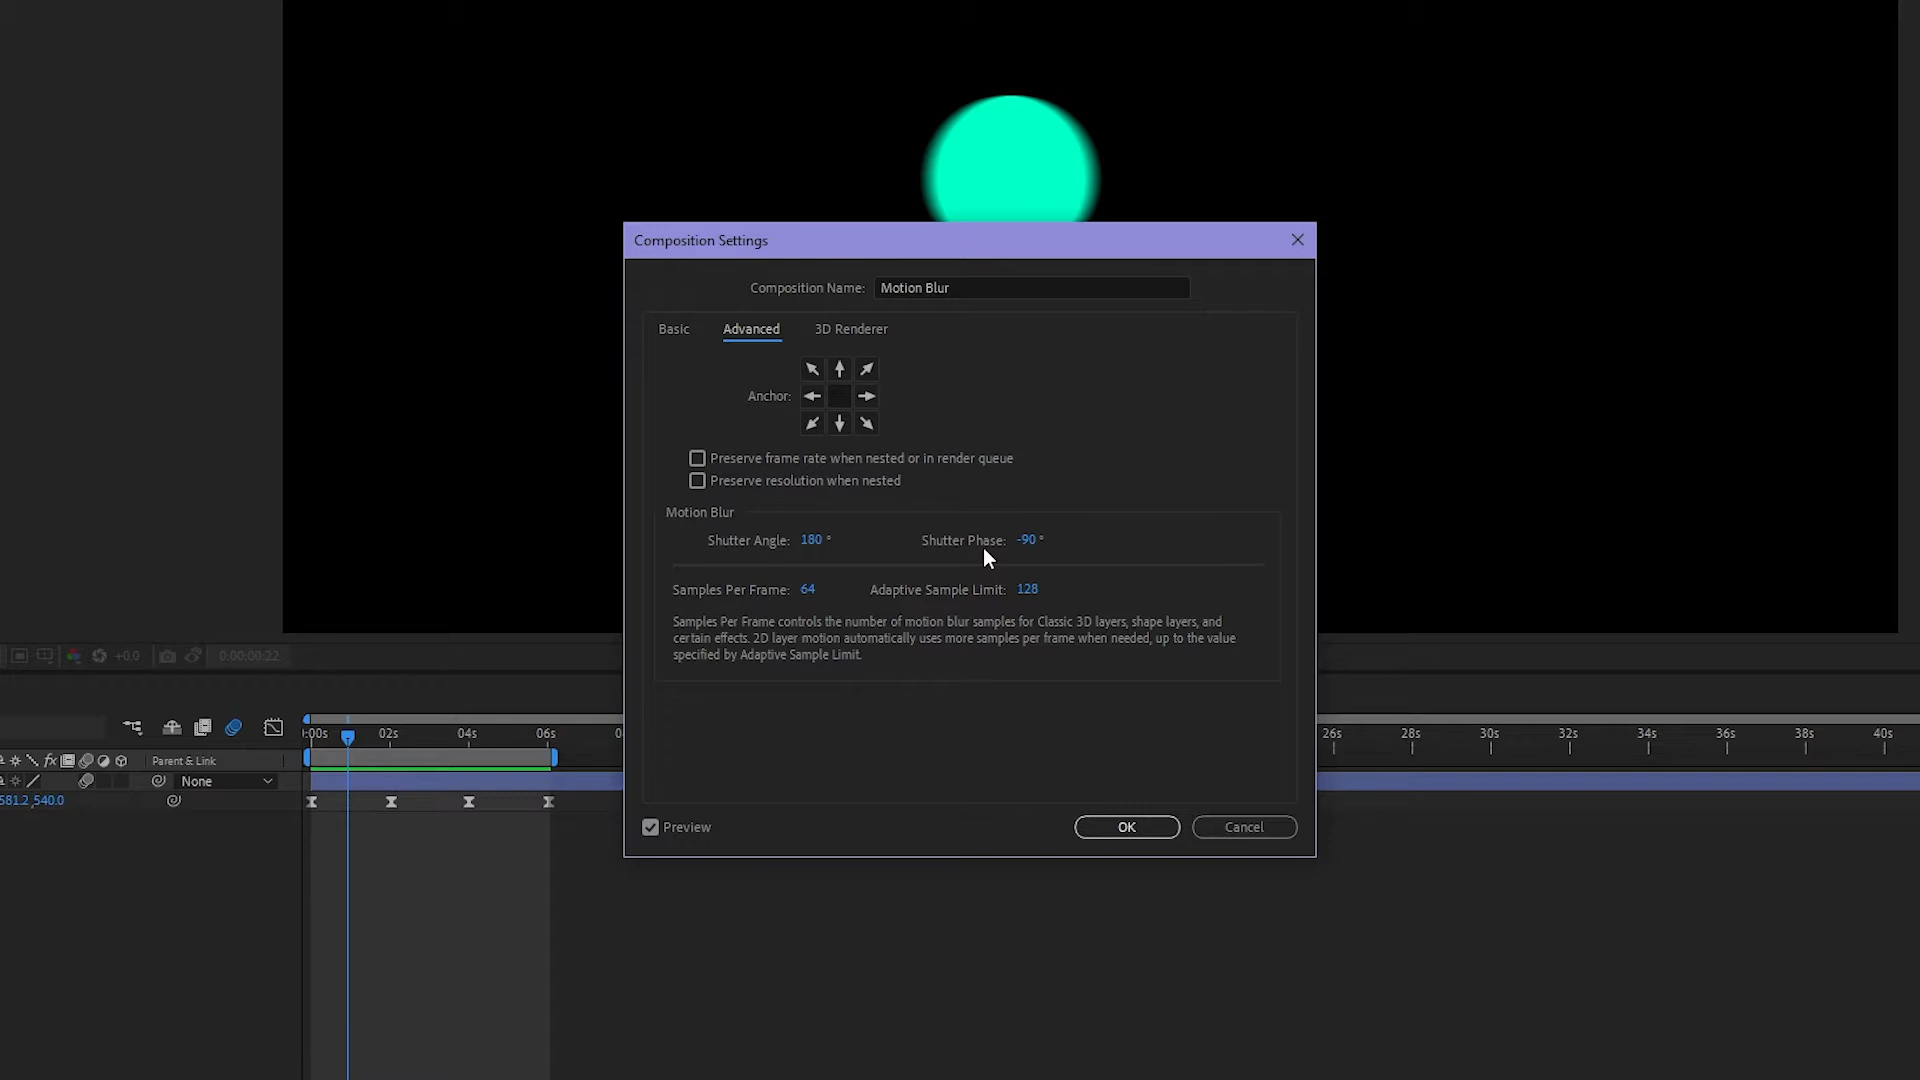 Composition Settings
Composition Name: Motion Blur
Basic Advanced 3D Renderer
Anchor:
Preserve frame rate when nested or in render queue
Preserve resolution when nested
Motion Blur
Shutter Angle: 180 ° Shutter Phase: -90 °
Samples Per Frame: 64 Adaptive Sample Limit: 128
Samples Per Frame controls the number of motion blur samples for Classic 3D layers, shape layers, and
certain effects. 2D layer motion automatically uses more samples per frame when needed, up to the value
specified by Adaptive Sample Limit.
Preview OK Cancel
+0.0 0:00:00:22
:00s 02s 04s 06s 26s 28s 30s 32s 34s 36s 38s 40s
fx Parent & Link
None
581.2,540.0